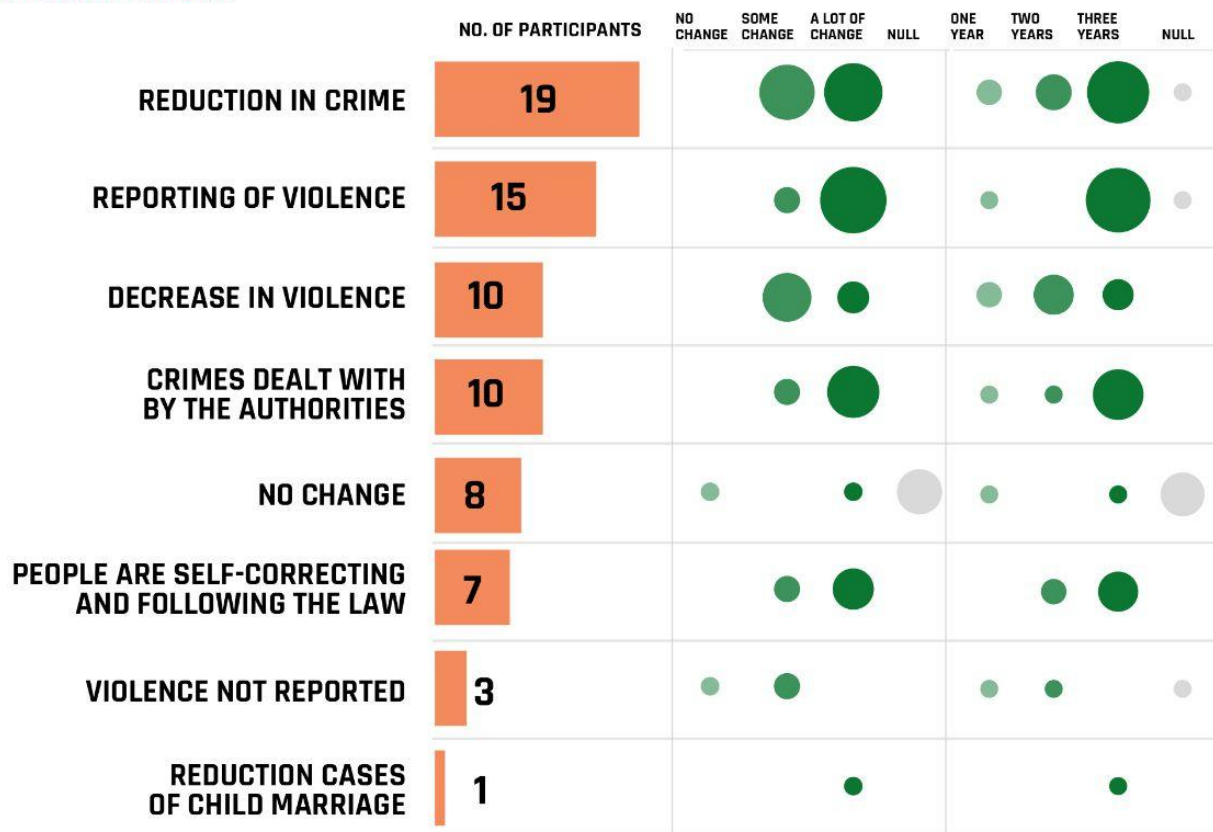 NO. OF PARTICIPANTS
NO CHANGE
SOME CHANGE
A LOT OF CHANGE
NULL
ONE YEAR
TWO YEARS
THREE YEARS
NULL
REDUCTION IN CRIME
19
REPORTING OF VIOLENCE
15
DECREASE IN VIOLENCE
10
CRIMES DEALT WITH
BY THE AUTHORITIES
10
NO CHANGE
8
PEOPLE ARE SELF-CORRECTING
AND FOLLOWING THE LAW
7
VIOLENCE NOT REPORTED
3
REDUCTION CASES
OF CHILD MARRIAGE
1